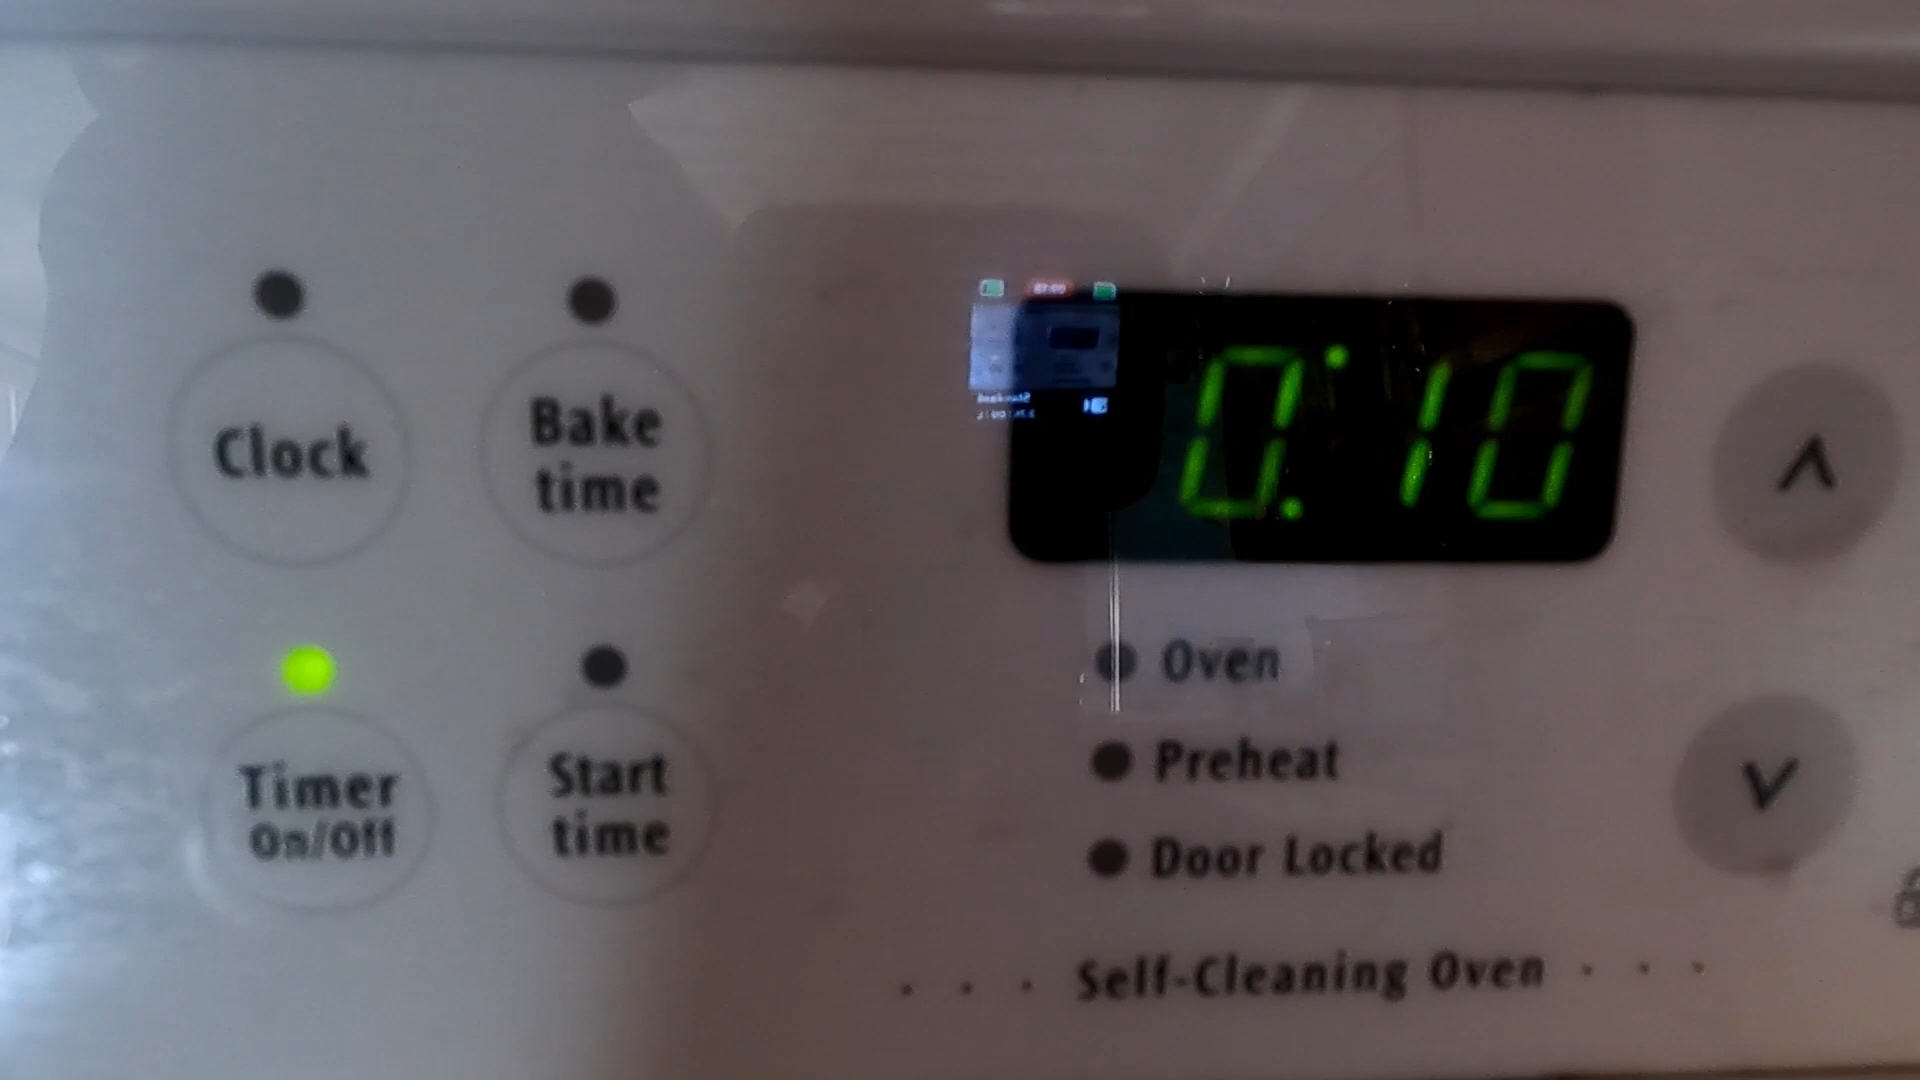 Clock
Bake
time
0:10
Timer
On/Off
Start
time
Oven
Preheat
Door Locked
Self-Cleaning Oven